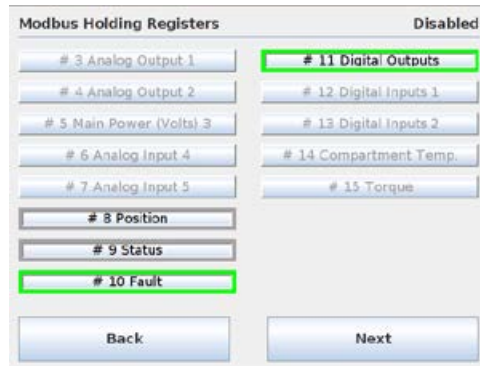 Modbus Holding Registers Disabled
# 3 Analog Output 1
# 4 Analog Output 2
# 5 Main Power (Volts) 3
# 6 Analog Input 4
# 7 Analog Input 5
# 8 Position
# 9 Status
# 10 Fault
# 11 Digital Outputs
# 12 Digital Inputs 1
# 13 Digital Inputs 2
# 14 Compartment Temp.
# 15 Torque
Back
Next